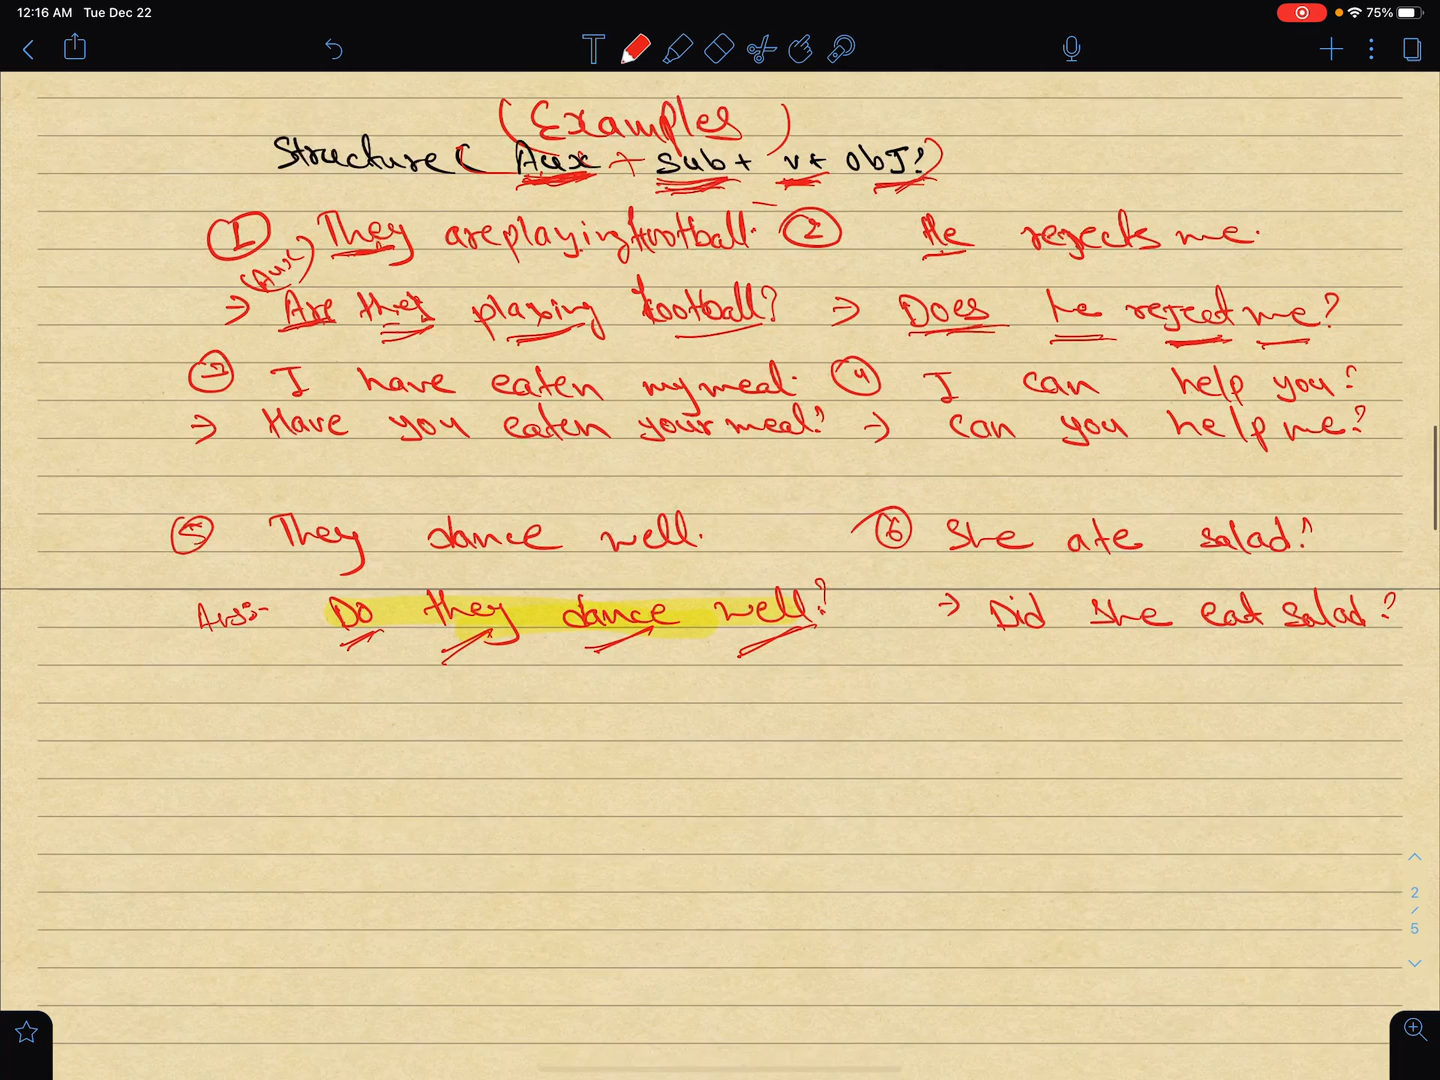 12:16 AM Tue Dec 22
75%
(Examples)
Structure ( Aux + Sub + v + obJ? )
1 They are playing football. 2 He rejects me.
(Aux)
→ Are they playing football? → Does he reject me?
3 I have eaten my meal. 4 I can help you?
→ Have you eaten your meal? → can you help me?
5 They dance well. 6 She ate salad?
Ans:- Do they dance well? → Did she eat salad?
2
/
5